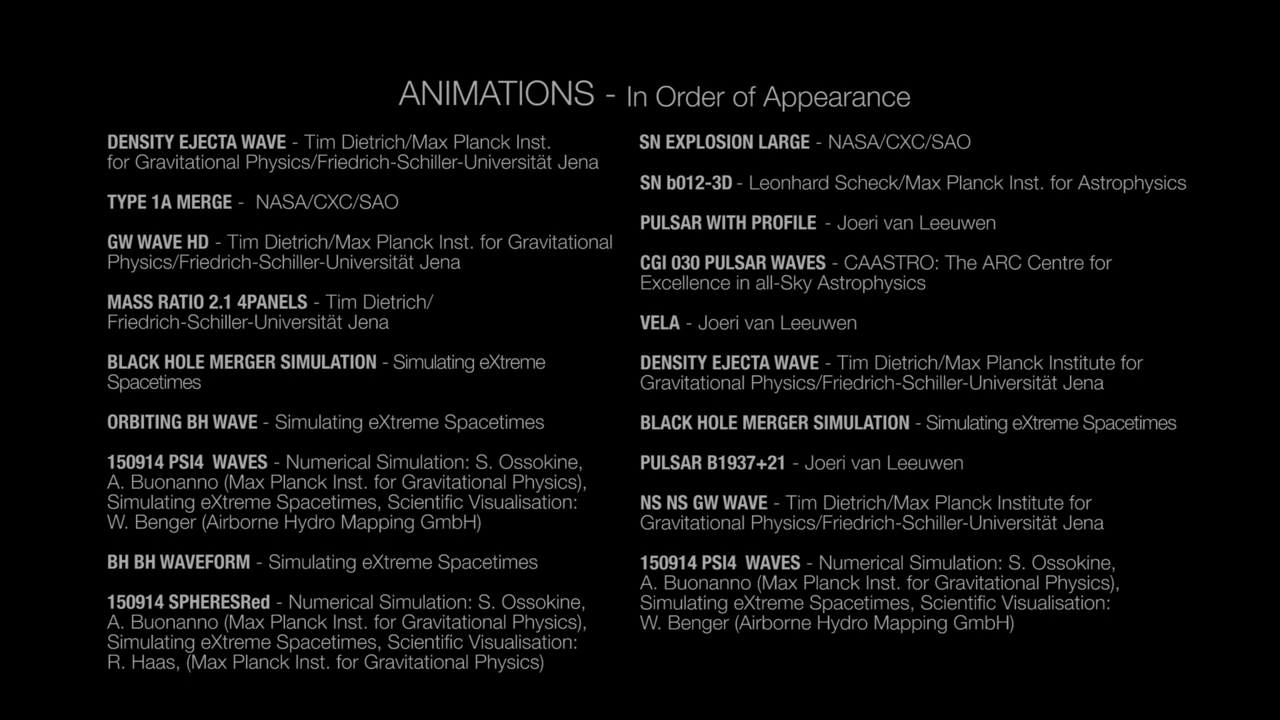 ANIMATIONS - In Order of Appearance
DENSITY EJECTA WAVE - Tim Dietrich/Max Planck Inst.
for Gravitational Physics/Friedrich-Schiller-Universität Jena
TYPE 1A MERGE - NASA/CXC/SAO
GW WAVE HD - Tim Dietrich/Max Planck Inst. for Gravitational
Physics/Friedrich-Schiller-Universität Jena
MASS RATIO 2.1 4PANELS - Tim Dietrich/
Friedrich-Schiller-Universität Jena
BLACK HOLE MERGER SIMULATION - Simulating eXtreme
Spacetimes
ORBITING BH WAVE - Simulating eXtreme Spacetimes
150914 PSI4 WAVES - Numerical Simulation: S. Ossokine,
A. Buonanno (Max Planck Inst. for Gravitational Physics),
Simulating eXtreme Spacetimes, Scientific Visualisation:
W. Benger (Airborne Hydro Mapping GmbH)
BH BH WAVEFORM - Simulating eXtreme Spacetimes
150914 SPHERESRed - Numerical Simulation: S. Ossokine,
A. Buonanno (Max Planck Inst. for Gravitational Physics),
Simulating eXtreme Spacetimes, Scientific Visualisation:
R. Haas, (Max Planck Inst. for Gravitational Physics)
SN EXPLOSION LARGE - NASA/CXC/SAO
SN b012-3D - Leonhard Scheck/Max Planck Inst. for Astrophysics
PULSAR WITH PROFILE - Joeri van Leeuwen
CGI 030 PULSAR WAVES - CAASTRO: The ARC Centre for
Excellence in all-Sky Astrophysics
VELA - Joeri van Leeuwen
DENSITY EJECTA WAVE - Tim Dietrich/Max Planck Institute for
Gravitational Physics/Friedrich-Schiller-Universität Jena
BLACK HOLE MERGER SIMULATION - Simulating eXtreme Spacetimes
PULSAR B1937+21 - Joeri van Leeuwen
NS NS GW WAVE - Tim Dietrich/Max Planck Institute for
Gravitational Physics/Friedrich-Schiller-Universität Jena
150914 PSI4 WAVES - Numerical Simulation: S. Ossokine,
A. Buonanno (Max Planck Inst. for Gravitational Physics),
Simulating eXtreme Spacetimes, Scientific Visualisation:
W. Benger (Airborne Hydro Mapping GmbH)